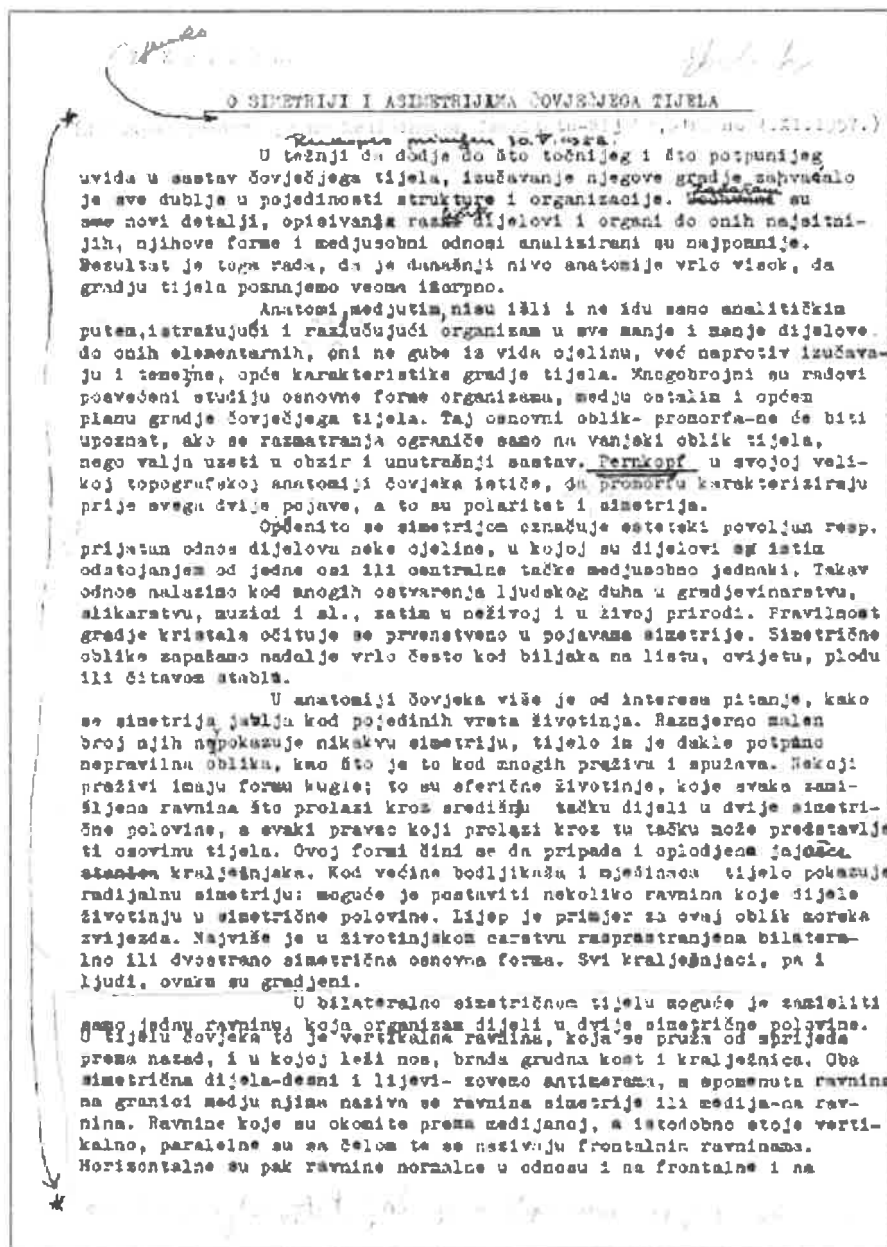 O SIMETRIJI I ASIMETRIJAMA ČOVJEČJEGA TIJELA
Rukopis 10.V.
U težnji da dodje do što točnijeg i što potpunijeg
uvida u sastav čovječjega tijela, izučavanje njegove gradje zahvaćalo
je sve dublje u pojedinosti strukture i organizacije. su
novi detalji, opisivanja dijelovi i organi do onih najsitni-
jih, njihove forme i medjusobni odnosi analizirani su najpomnije.
Rezultat je toga rada, da je današnji nivo anatomije vrlo visok, da
gradju tijela poznajemo veoma iscrpno.
Anatomi, medjutim, nisu išli i ne idu samo analitičkim
putem, istražujući i razlučujući organizam u sve manje i manje dijelove
do onih elementarnih, oni ne gube iz vida cjelinu, već naprotiv izučava-
ju i temeljne, opće karakteristike gradje tijela. Mnogobrojni su radovi
posvećeni studiju osnovne forme organizama, medju ostalim i općem
planu gradje čovječjega tijela. Taj osnovni oblik- promorfa-ne će biti
upoznat, ako se razmatranja ograniče samo na vanjski oblik tijela,
nego valja uzeti u obzir i unutrašnji sastav. Pernkopf u svojoj veli-
koj topografskoj anatomiji čovjeka ističe, da promorfu karakteriziraju
prije svega dvije pojave, a to su polaritet i simetrija.
Općenito se simetrijom označuje estetski povoljan resp.
prijatan odnos dijelova neke cjeline, u kojoj su dijelovi sa istim
odstojanjem od jedne osi ili centralne tačke medjusobno jednaki. Takav
odnos nalazimo kod mnogih ostvarenja ljudskog duha u gradjevinarstvu,
slikarstvu, muzici i sl., zatim u neživoj i u živoj prirodi. Pravilnost
gradje kristala očituje se prvenstveno u pojavama simetrije. Simetrične
oblike zapažamo nadalje vrlo često kod biljaka na listu, cvijetu, plodu
ili čitavom stablu.
U anatomiji čovjeka više je od interesa pitanje, kako
se simetrija javlja kod pojedinih vrsta životinja. Razmjerno malen
broj njih ne pokazuje nikakvu simetriju, tijelo im je dakle potpuno
nepravilna oblika, kao što je to kod mnogih praživi i spužava. Nekoji
praživi imaju formu kugle; to su sferične životinje, koje svaka zami-
šljena ravnina što prolazi kroz središnju tačku dijeli u dvije simetri-
čne polovine, a svaki pravac koji prolazi kroz tu tačku može predstavlja
ti osovinu tijela. Ovoj formi čini se da pripada i oplodjena
kralješnjaka. Kod većine bodljikaša i mješinaca tijelo pokazuje
radijalnu simetriju: moguće je postaviti nekoliko ravnina koje dijele
životinju u simetrične polovine. Lijep je primjer za ovaj oblik morska
zvijezda. Najviše je u životinjskom carstvu rasprostranjena bilatera-
lno ili dvostrano simetrična osnovna forma. Svi kralješnjaci, pa i
ljudi, ovako su gradjeni.
U bilateralno simetričnom tijelu moguće je zamisliti
samo jednu ravninu, koja organizam dijeli u dvije simetrične polovine.
U tijelu čovjeka to je vertikalna ravnina, koja se pruža od sprijeda
prema nazad, i u kojoj leži nos, brada grudna kost i kralježnica. Oba
simetrična dijela-desni i lijevi- zovemo antimerama, a spomenuta ravnina
na granici medju njima naziva se ravnina simetrije ili medija-na rav-
nina. Ravnine koje su okomite prema medijanoj, a istodobno stoje verti-
kalno, paralelne su sa čelom te se nazivaju frontalnim ravninama.
Horizontalne su pak ravnine normalne u odnosu i na frontalne i na